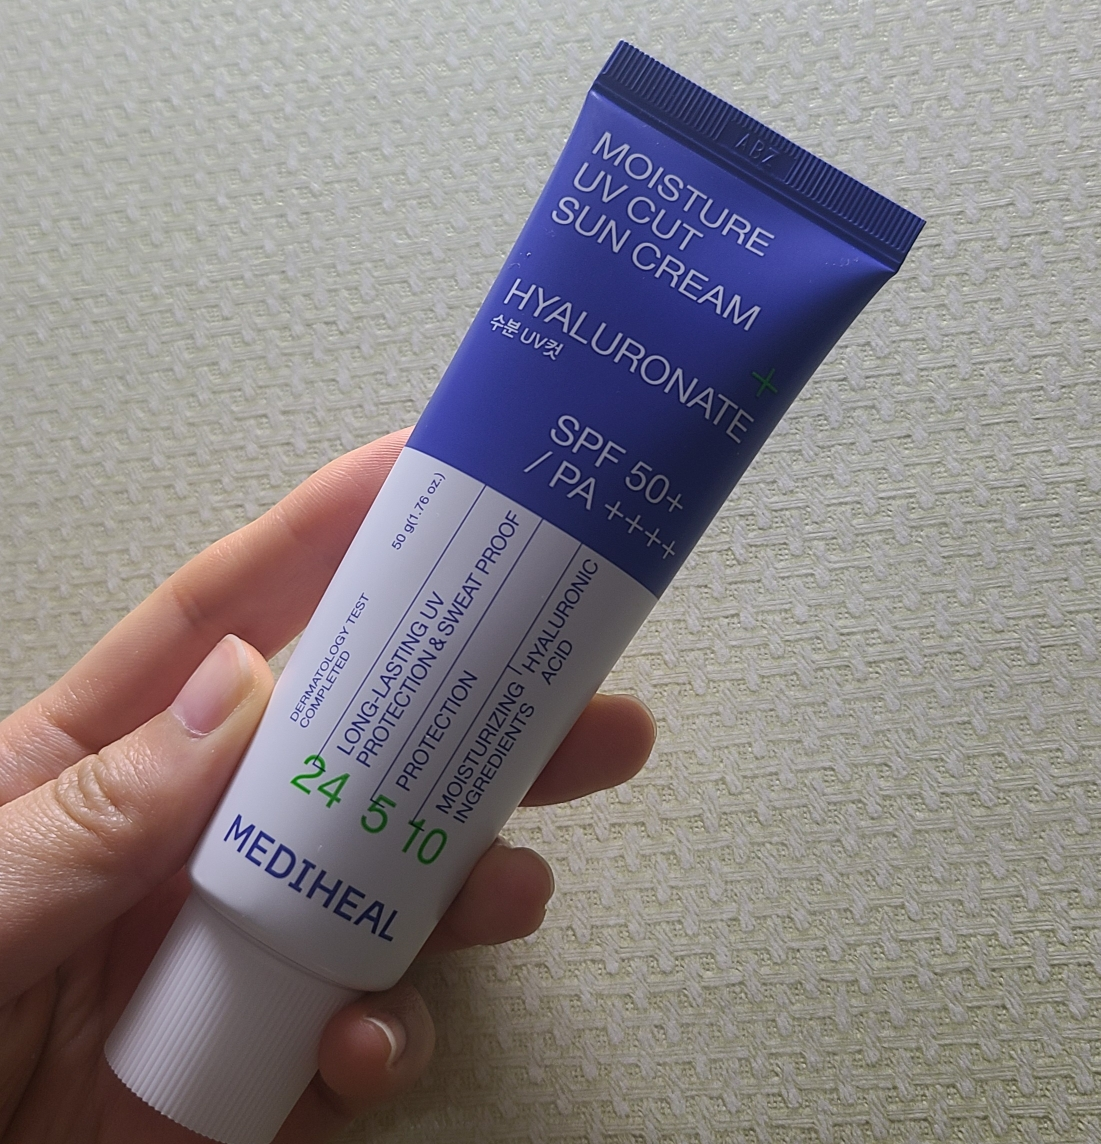 MOISTURE
UV CUT
SUN CREAM
HYALURONATE
수분 UV컷
+
SPF 50+
/ PA ++++
50 g(1.76 oz.)
DERMATOLOGY TEST
COMPLETED
24 LONG-LASTING UV
PROTECTION & SWEAT PROOF
5 PROTECTION
10 MOISTURIZING
INGREDIENTS
HYALURONIC
ACID
MEDIHEAL